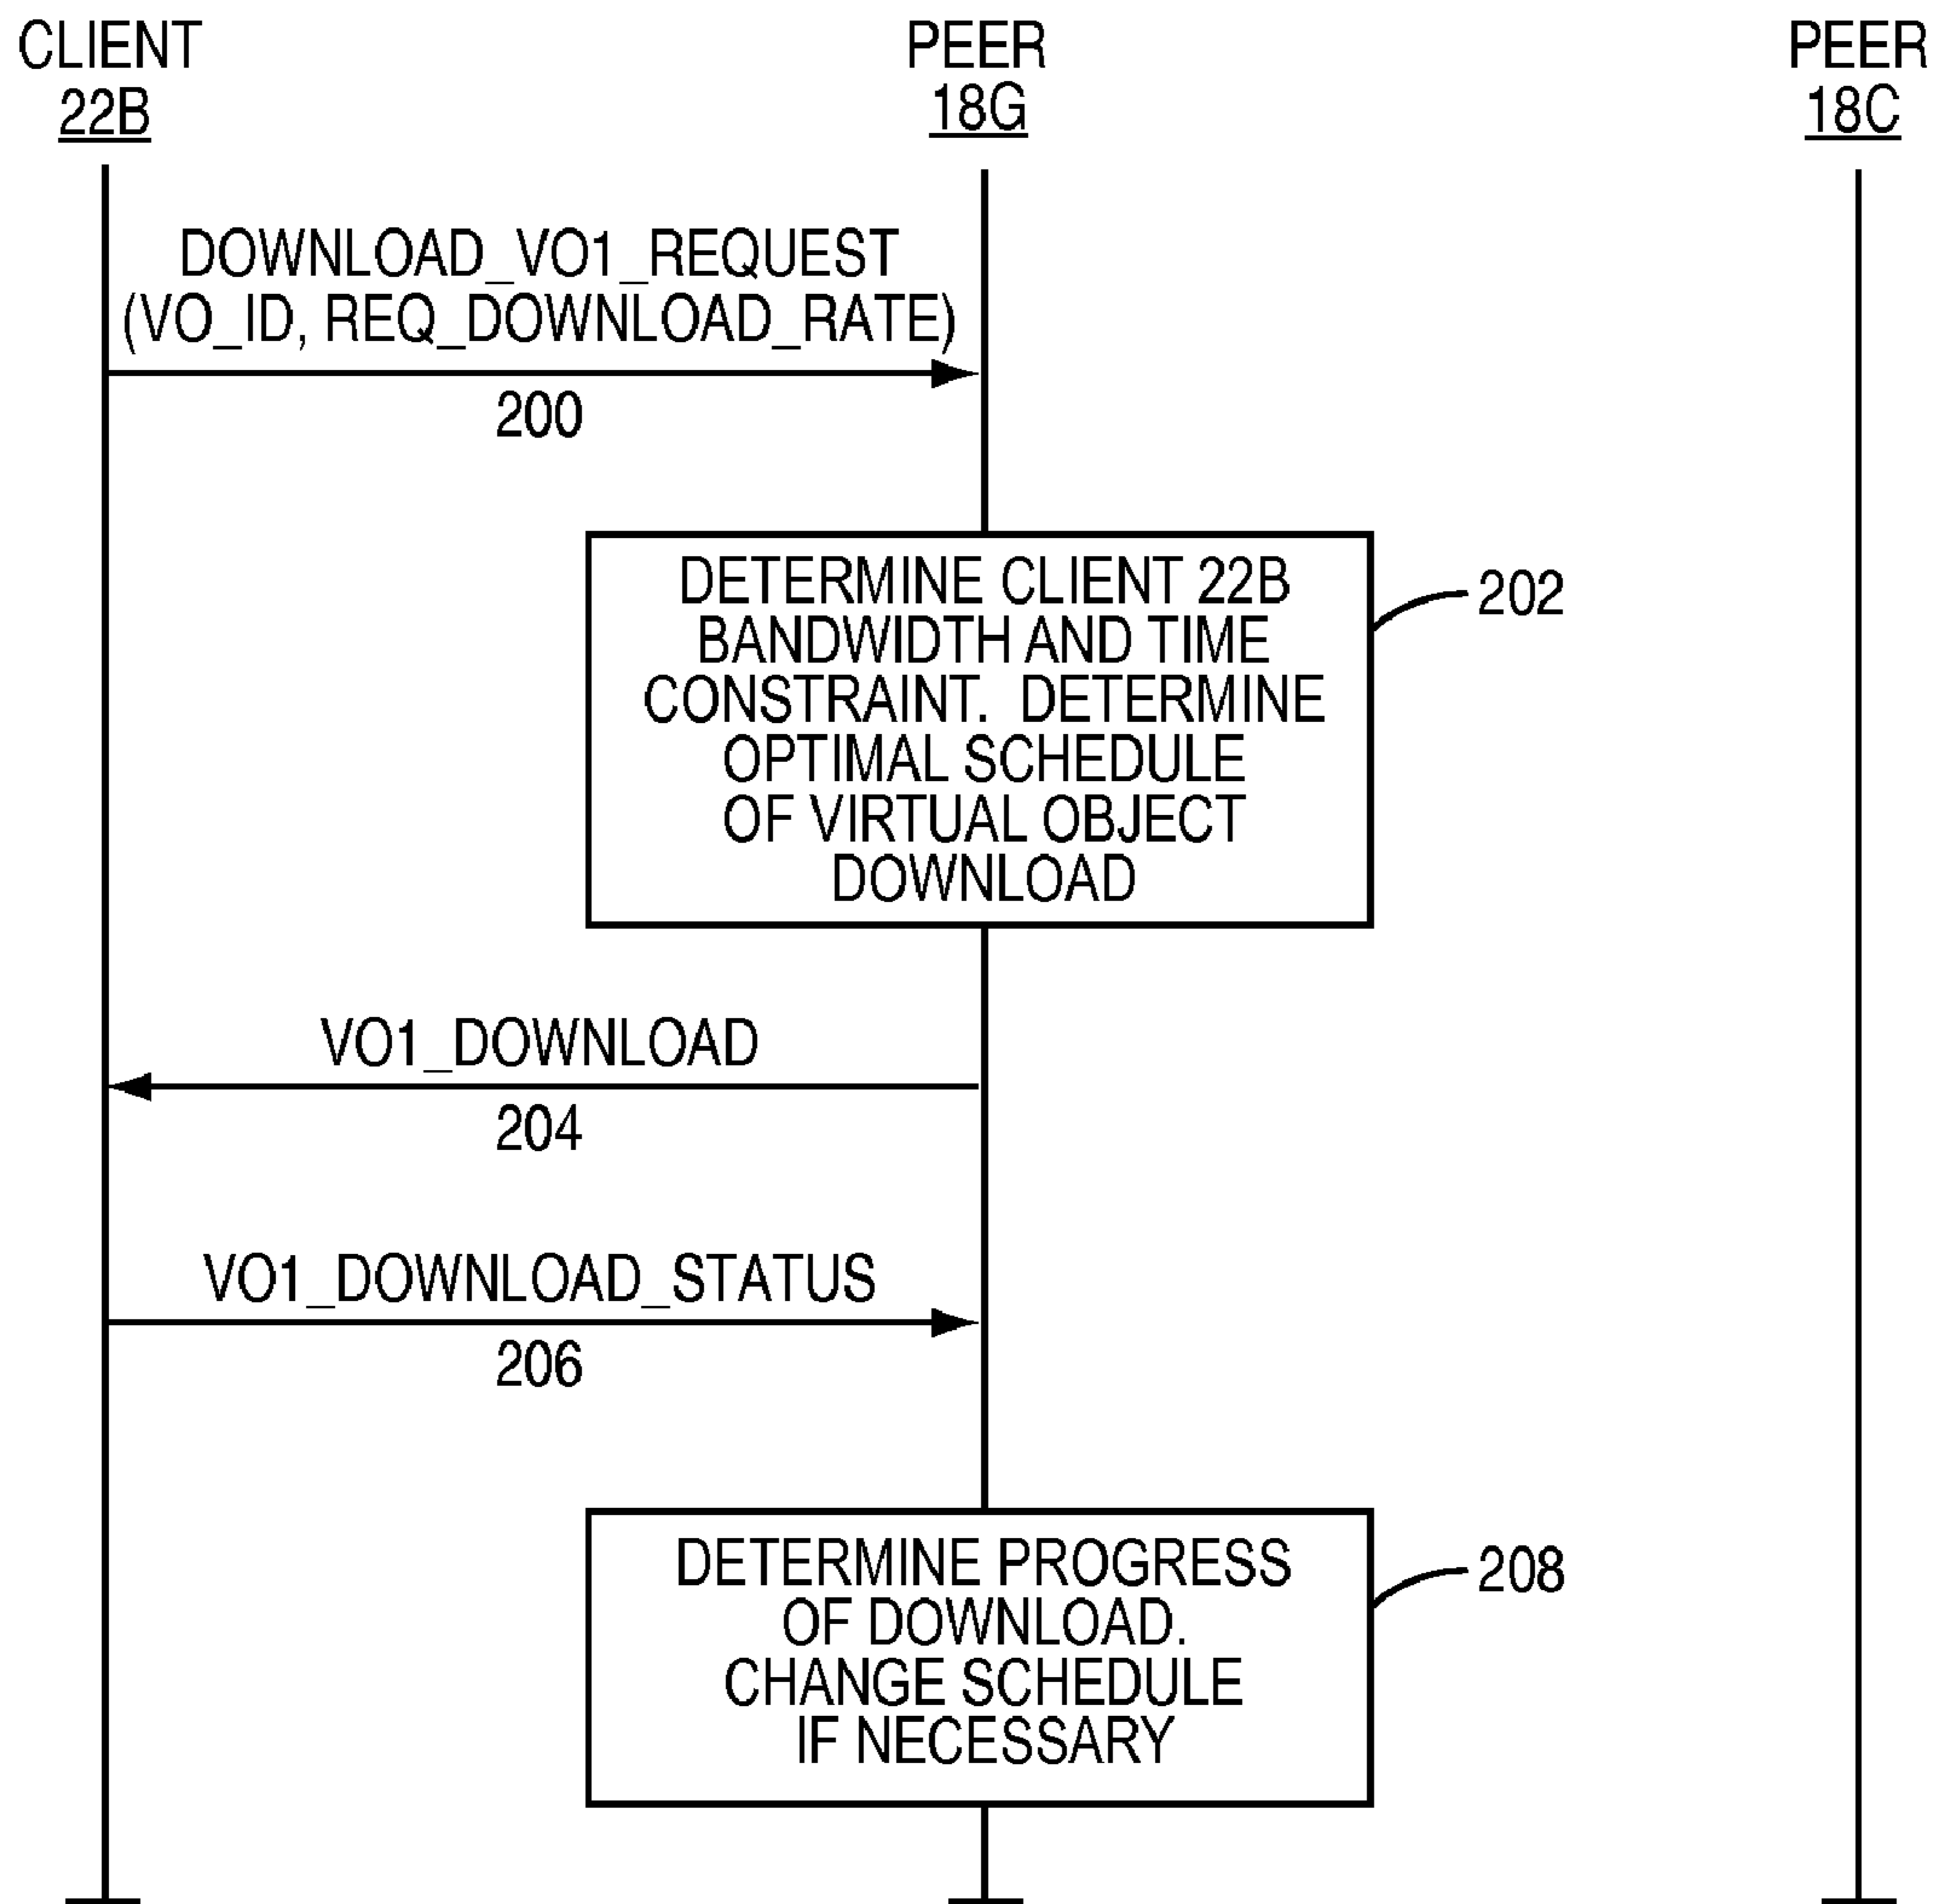 CLIENT
22B
PEER
18G
PEER
18C
DOWNLOAD_VO1_REQUEST
(VO_ID, REQ_DOWNLOAD_RATE)
200
DETERMINE CLIENT 22B
BANDWIDTH AND TIME
CONSTRAINT. DETERMINE
OPTIMAL SCHEDULE
OF VIRTUAL OBJECT
DOWNLOAD
202
VO1_DOWNLOAD
204
VO1_DOWNLOAD_STATUS
206
DETERMINE PROGRESS
OF DOWNLOAD.
CHANGE SCHEDULE
IF NECESSARY
208